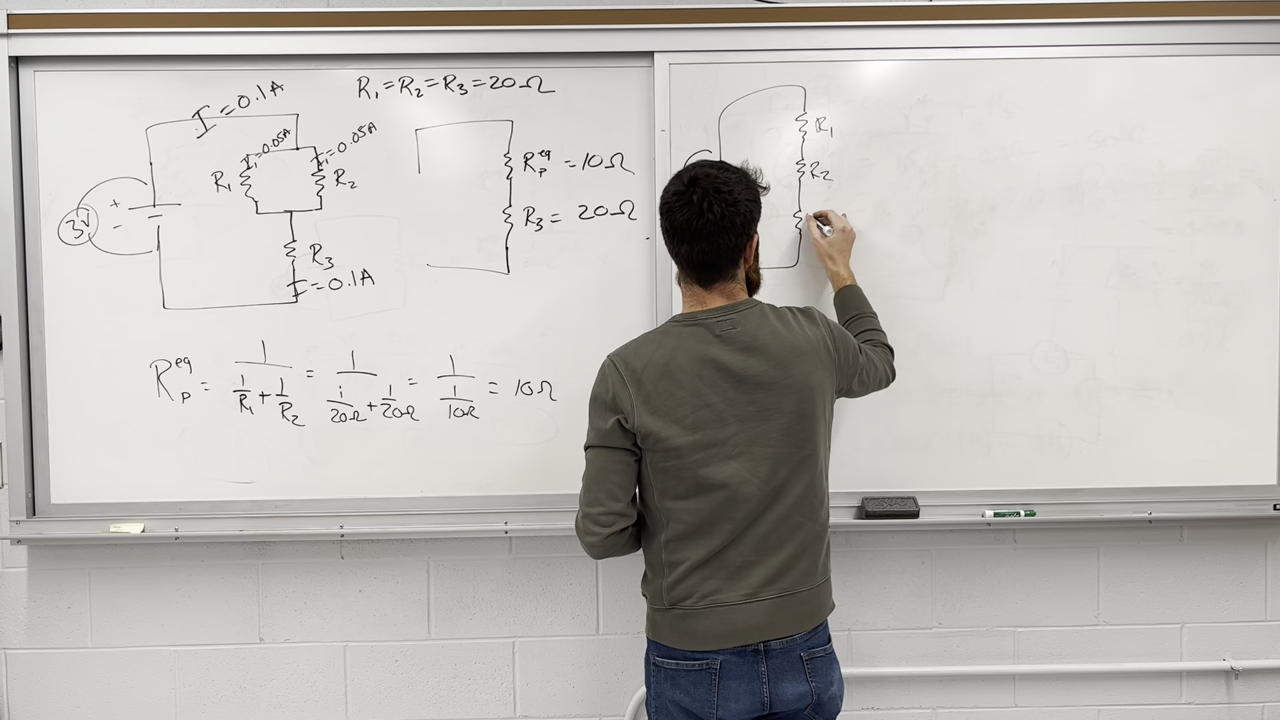 I = 0.1A
R₁ = R₂ = R₃ = 20Ω
I₁ = 0.05A
I₁ = 0.05A
R₁
R₂
3V
+
-
R₃
I = 0.1A
R_P^eq = 10Ω
R₃ = 20Ω
R_P^eq = 1/(1/R₁ + 1/R₂) = 1/(1/20Ω + 1/20Ω) = 1/(1/10Ω) = 10Ω
R₁
R₂